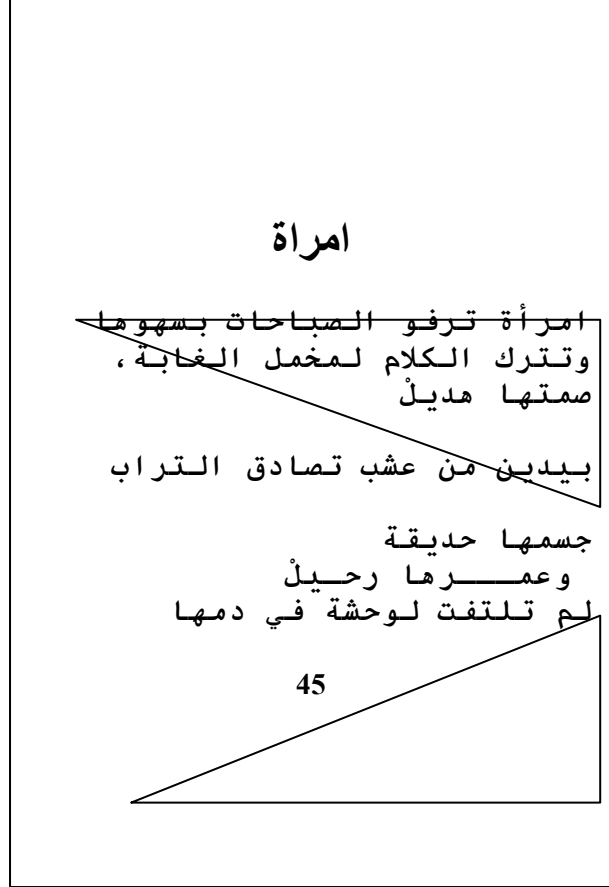 امراة
امرأة ترفو الصباحات بسهوها
وتترك الكلام لمخمل الغابة،
صمتها هديلْ
بيدين من عشب تصادق التراب
جسمها حديقة
وعمـــــرها رحـيلْ
لم تلتفت لوحشة في دمها
45